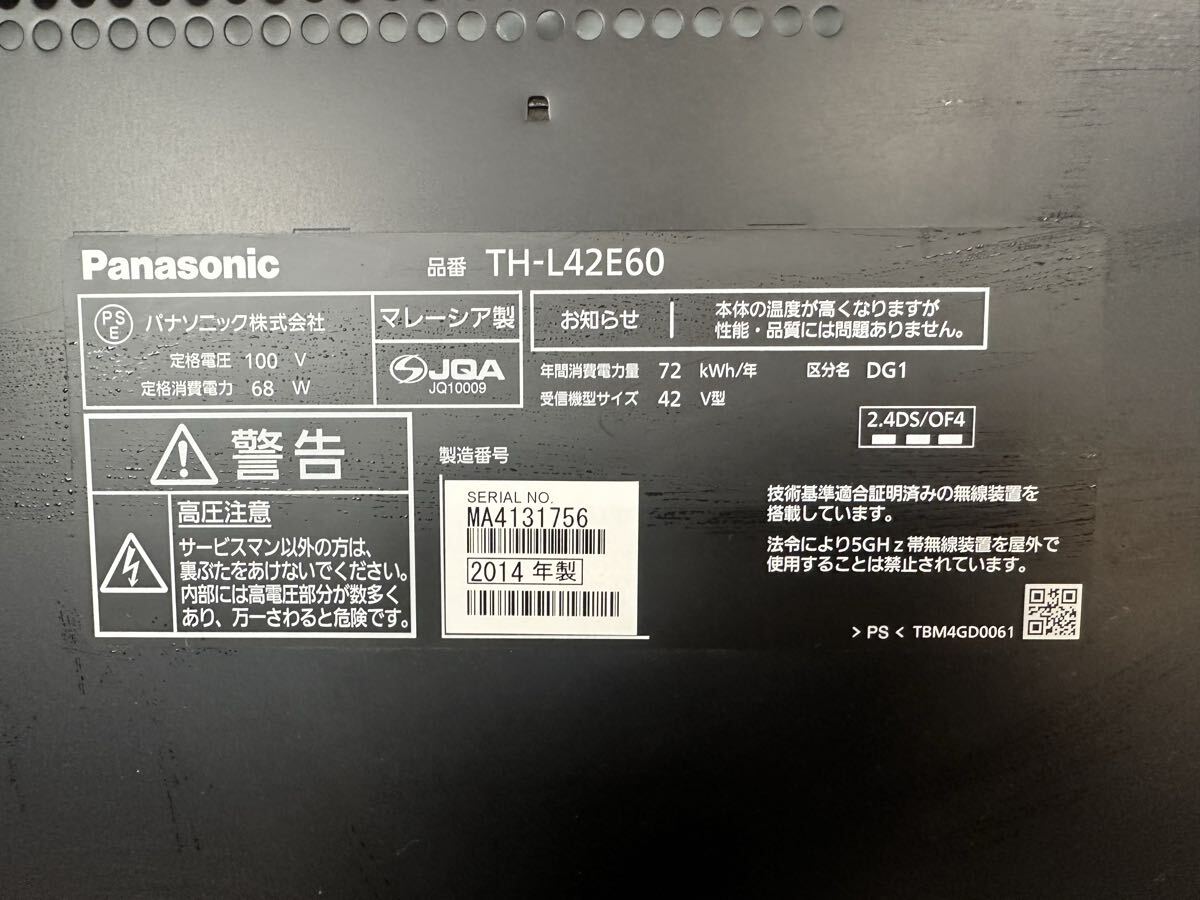 Panasonic
品番 TH-L42E60
PS
E
パナソニック株式会社
定格電圧 100 V
定格消費電力 68 W
マレーシア製
JQA
JQ10009
お知らせ
本体の温度が高くなりますが
性能・品質には問題ありません。
年間消費電力量 72 kWh/年 区分名 DG1
受信機型サイズ 42 V型
2.4DS/OF4
警告
高圧注意
サービスマン以外の方は、
裏ぶたをあけないでください。
内部には高電圧部分が数多く
あり、万一さわると危険です。
製造番号
SERIAL NO.
MA4131756
2014 年製
技術基準適合証明済みの無線装置を
搭載しています。
法令により5GHz帯無線装置を屋外で
使用することは禁止されています。
> PS < TBM4GD0061